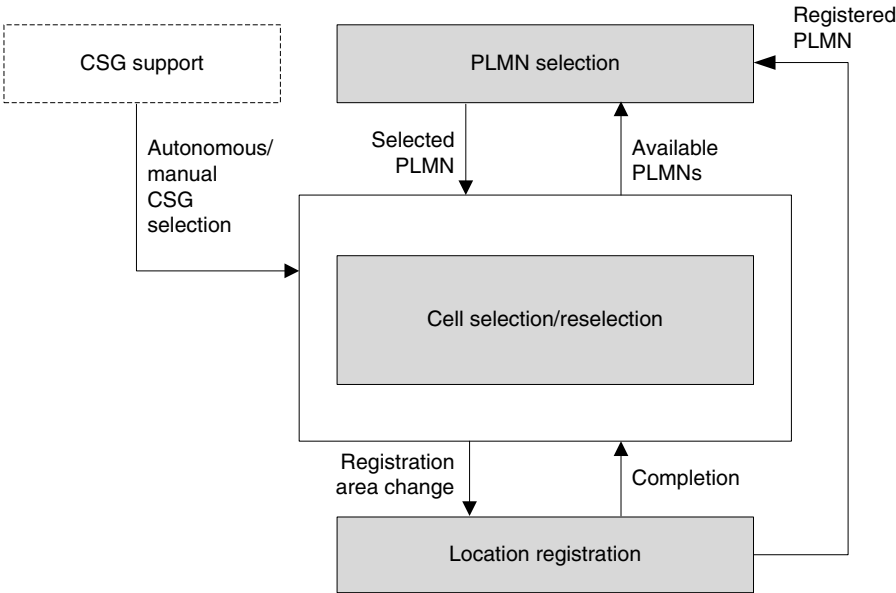 Registered
PLMN
CSG support
PLMN selection
Autonomous/
manual
CSG
selection
Selected
PLMN
Available
PLMNs
Cell selection/reselection
Registration
area change
Completion
Location registration